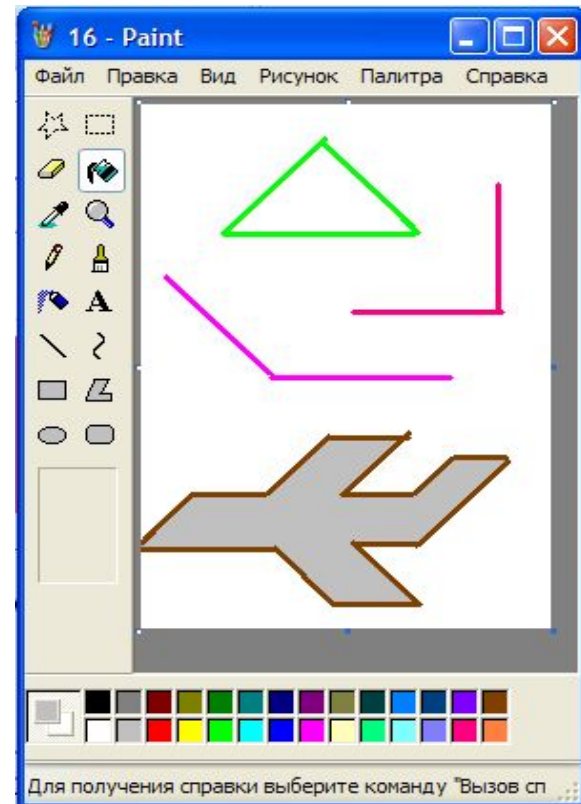 16 - Paint
Файл Правка Вид Рисунок Палитра Справка
A
Для получения справки выберите команду "Вызов сп